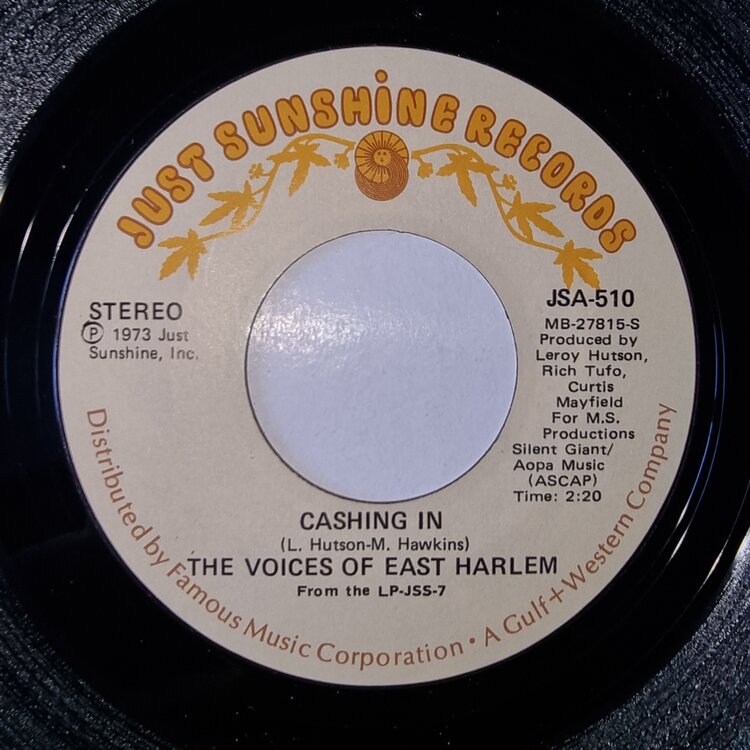 JUST SUNSHINE RECORDS
STEREO
Ⓟ 1973 Just
Sunshine, Inc.
JSA-510
MB-27815-S
Produced by
Leroy Hutson,
Rich Tufo,
Curtis
Mayfield
For M.S.
Productions
Silent Giant/
Aopa Music
(ASCAP)
Time: 2:20
CASHING IN
(L. Hutson-M. Hawkins)
THE VOICES OF EAST HARLEM
From the LP-JSS-7
Distributed by Famous Music Corporation • A Gulf+Western Company